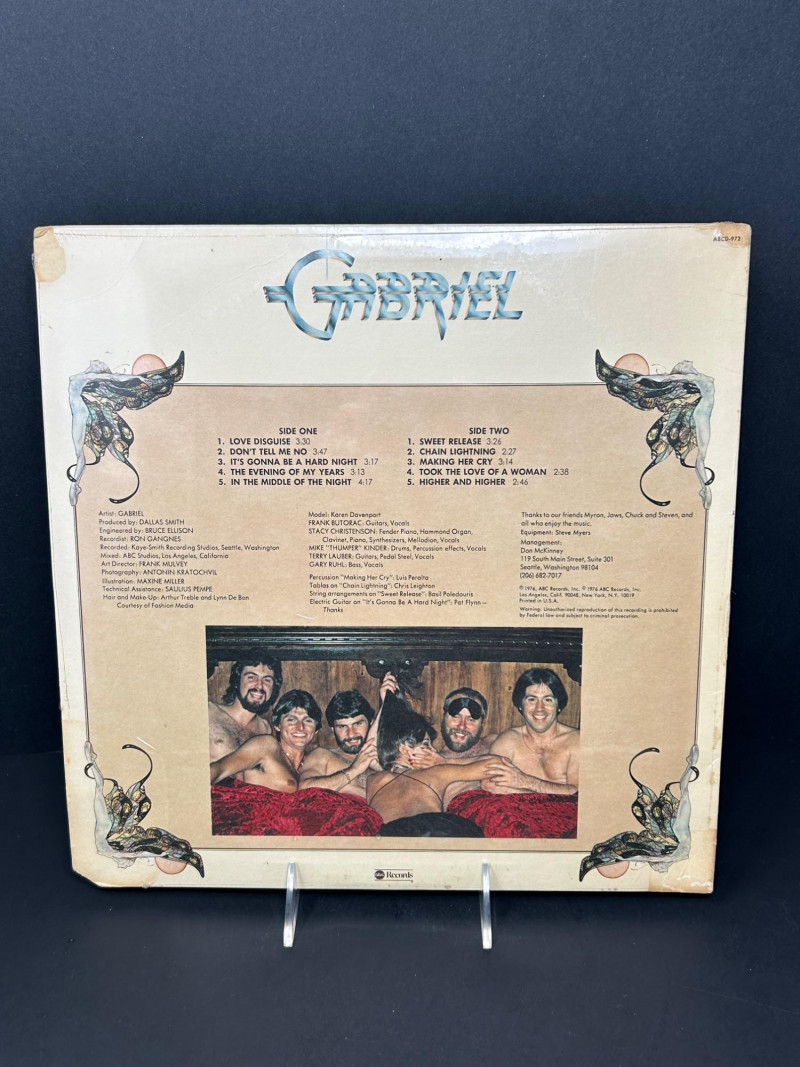 ABCD-972
GABRIEL
SIDE ONE
1. LOVE DISGUISE 3:30
2. DON'T TELL ME NO 3:47
3. IT'S GONNA BE A HARD NIGHT 3:17
4. THE EVENING OF MY YEARS 3:13
5. IN THE MIDDLE OF THE NIGHT 4:17
SIDE TWO
1. SWEET RELEASE 3:26
2. CHAIN LIGHTNING 2:27
3. MAKING HER CRY 3:14
4. TOOK THE LOVE OF A WOMAN 2:38
5. HIGHER AND HIGHER 2:46
Artist: GABRIEL
Produced by: DALLAS SMITH
Engineered by: BRUCE ELLISON
Recordist: RON GANGNES
Recorded: Kaye-Smith Recording Studios, Seattle, Washington
Mixed: ABC Studios, Los Angeles, California
Art Director: FRANK MULVEY
Photography: ANTONIN KRATOCHVIL
Illustration: MAXINE MILLER
Technical Assistance: SAULIUS PEMPE
Hair and Make-Up: Arthur Treble and Lynn De Bon
Courtesy of Fashion Media
Model: Karen Davenport
FRANK BUTORAC: Guitars, Vocals
STACY CHRISTENSON: Fender Piano, Hammond Organ,
Clavinet, Piano, Synthesizers, Mellodion, Vocals
MIKE "THUMPER" KINDER: Drums, Percussion effects, Vocals
TERRY LAUBER: Guitars, Pedal Steel, Vocals
GARY RUHL: Bass, Vocals
Percussion "Making Her Cry": Luis Peralta
Tablas on "Chain Lightning": Chris Leighton
String arrangements on "Sweet Release": Basil Poledouris
Electric Guitar on "It's Gonna Be A Hard Night": Pat Flynn—
Thanks
Thanks to our friends Myron, Jaws, Chuck and Steven, and
all who enjoy the music.
Equipment: Steve Myers
Management:
Don McKinney
119 South Main Street, Suite 301
Seattle, Washington 98104
(206) 682-7017
℗ 1976, ABC Records, Inc. © 1976 ABC Records, Inc.
Los Angeles, Calif. 90048, New York, N.Y. 10019
Printed in U.S.A.
Warning: Unauthorized reproduction of this recording is prohibited
by Federal law and subject to criminal prosecution.
abc Records